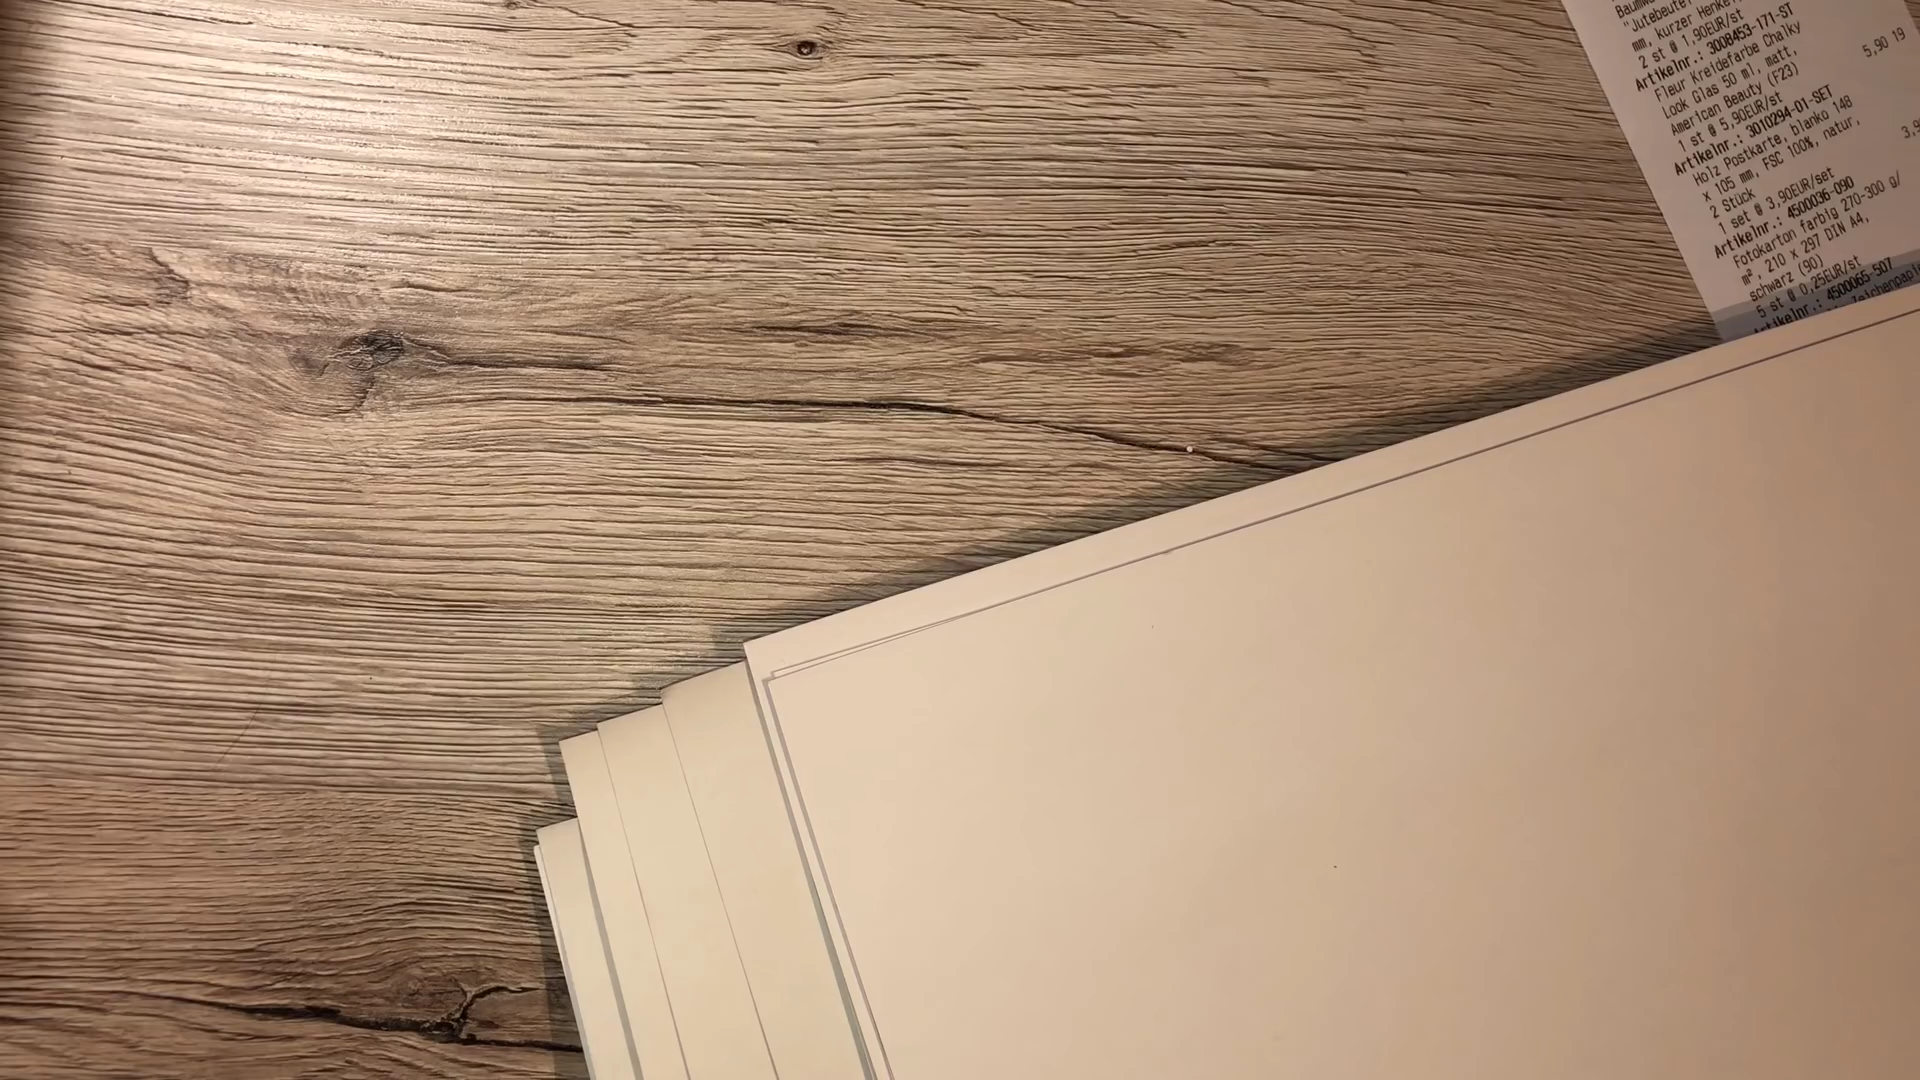 "Jutebeutel
mm, kurzer Henkel,
2 st @ 1,90EUR/st
Artikelnr.: 3008453-171-ST
Fleur Kreidefarbe Chalky
Look Glas 50 ml, matt, 5,90 19
American Beauty (F23)
1 st @ 5,90EUR/st
Artikelnr.: 3010294-01-SET
Holz Postkarte, blanko 148
x 105 mm, FSC 100%, natur,
2 Stück
1 set @ 3,90EUR/set
Artikelnr.: 4500036-090
Fotokarton farbig 270-300 g/
m², 210 x 297 DIN A4,
schwarz (90)
5 st @ 0,25EUR/st
Artikelnr.: 4500065-507